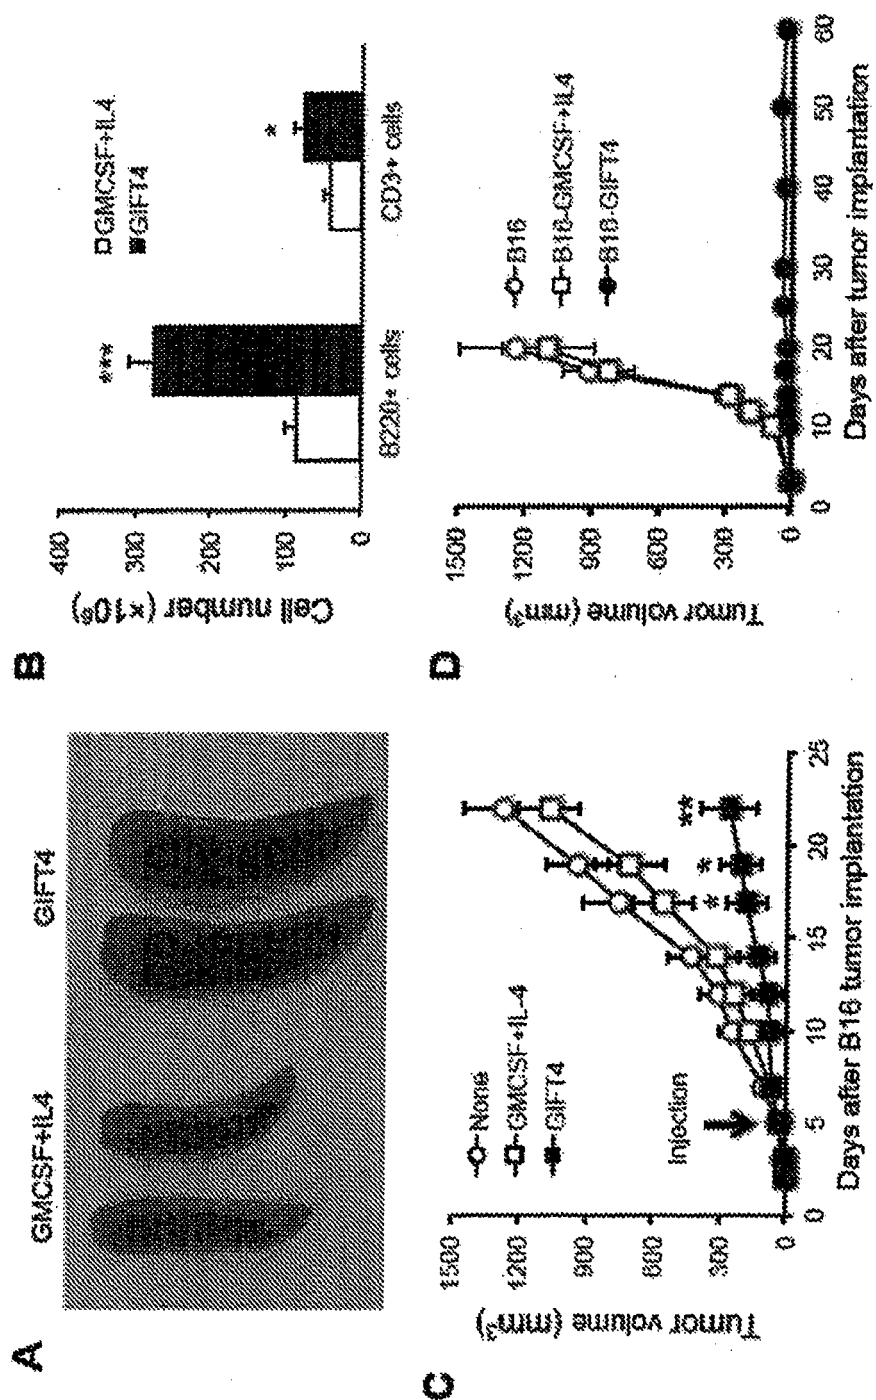 A
GMCSF+IL4
GIFT4
B
Cell number (×10⁶)
400
300
200
100
0
GMCSF+IL4
GIFT4
***
*
B220+ cells
CD3+ cells
C
Tumor volume (mm³)
1500
1200
900
600
300
0
None
GMCSF+IL-4
GIFT4
Injection
*
*
**
0
5
10
15
20
25
Days after B16 tumor implantation
D
Tumor volume (mm³)
1500
1200
900
600
300
0
B16
B16-GMCSF+IL4
B16-GIFT4
0
10
20
30
40
50
60
Days after tumor implantation